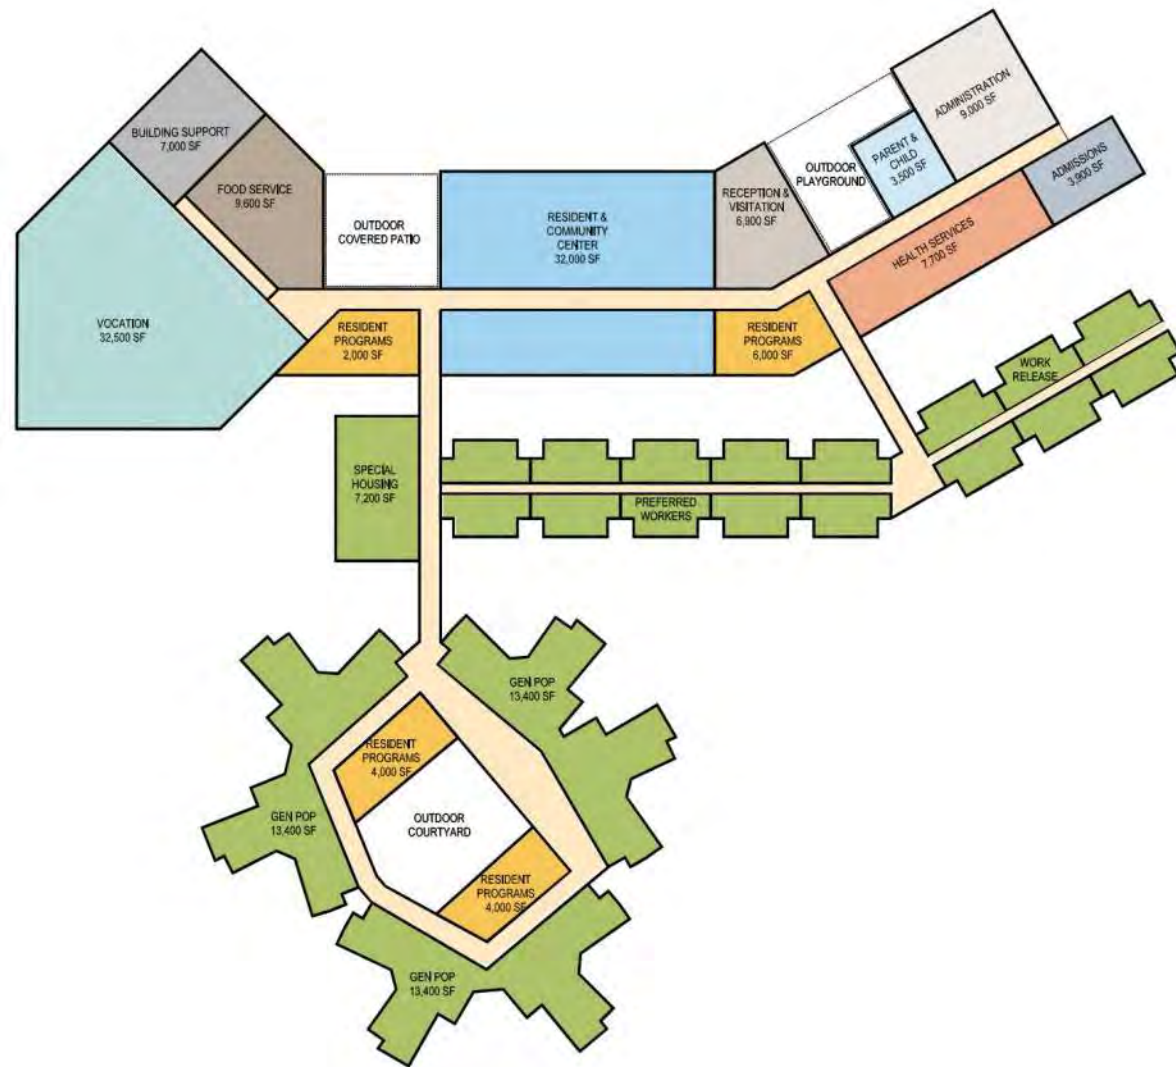 ADMINISTRATION
9,000 SF
BUILDING SUPPORT
7,000 SF
PARENT &
CHILD
3,500 SF
ADMISSIONS
3,900 SF
OUTDOOR
PLAYGROUND
FOOD SERVICE
9,600 SF
OUTDOOR
COVERED PATIO
RESIDENT &
COMMUNITY
CENTER
32,000 SF
RECEPTION &
VISITATION
6,900 SF
HEALTH SERVICES
7,700 SF
VOCATION
32,500 SF
RESIDENT
PROGRAMS
2,000 SF
RESIDENT
PROGRAMS
6,000 SF
WORK
RELEASE
SPECIAL
HOUSING
7,200 SF
PREFERRED
WORKERS
GEN POP
13,400 SF
RESIDENT
PROGRAMS
4,000 SF
GEN POP
13,400 SF
OUTDOOR
COURTYARD
RESIDENT
PROGRAMS
4,000 SF
GEN POP
13,400 SF